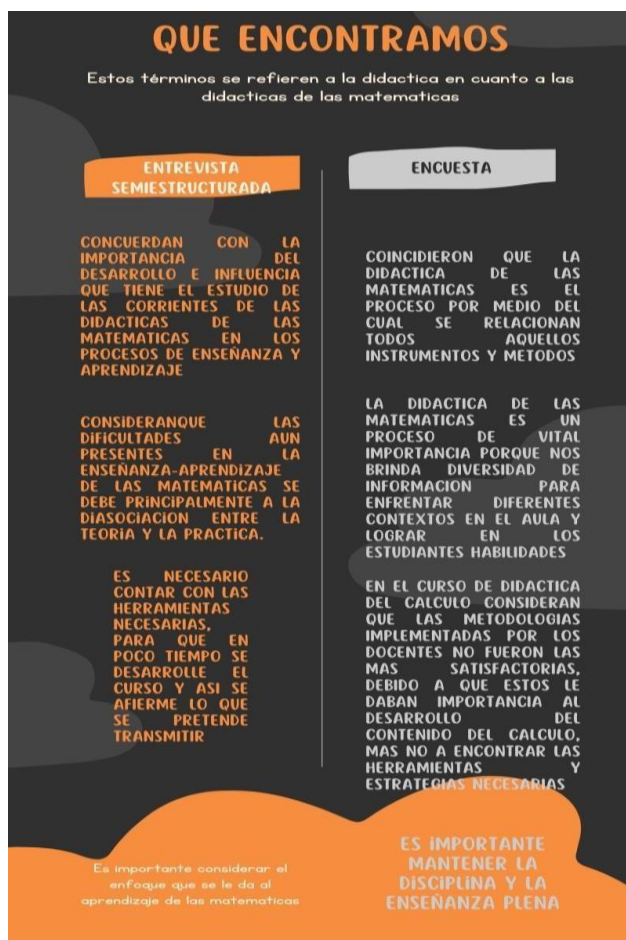 QUE ENCONTRAMOS
Estos términos se refieren a la didactica en cuanto a las
didacticas de las matematicas
ENTREVISTA
SEMIESTRUCTURADA
CONCUERDAN CON LA
IMPORTANCIA DEL
DESARROLLO E INFLUENCIA
QUE TIENE EL ESTUDIO DE
LAS CORRIENTES DE LAS
DIDACTICAS DE LAS
MATEMATICAS EN LOS
PROCESOS DE ENSEÑANZA Y
APRENDIZAJE
CONSIDERANQUE LAS
DIFICULTADES AUN
PRESENTES EN LA
ENSEÑANZA-APRENDIZAJE
DE LAS MATEMATICAS SE
DEBE PRINCIPALMENTE A LA
DIASOCIACION ENTRE LA
TEORIA Y LA PRACTICA.
ES NECESARIO
CONTAR CON LAS
HERRAMIENTAS
NECESARIAS,
PARA QUE EN
POCO TIEMPO SE
DESARROLLE EL
CURSO Y ASI SE
AFIERME LO QUE
SE PRETENDE
TRANSMITIR
Es importante considerar el
enfoque que se le da al
aprendizaje de las matematicas
ENCUESTA
COINCIDIERON QUE LA
DIDACTICA DE LAS
MATEMATICAS ES EL
PROCESO POR MEDIO DEL
CUAL SE RELACIONAN
TODOS AQUELLOS
INSTRUMENTOS Y METODOS
LA DIDACTICA DE LAS
MATEMATICAS ES UN
PROCESO DE VITAL
IMPORTANCIA PORQUE NOS
BRINDA DIVERSIDAD DE
INFORMACION PARA
ENFRENTAR DIFERENTES
CONTEXTOS EN EL AULA Y
LOGRAR EN LOS
ESTUDIANTES HABILIDADES
EN EL CURSO DE DIDACTICA
DEL CALCULO CONSIDERAN
QUE LAS METODOLOGIAS
IMPLEMENTADAS POR LOS
DOCENTES NO FUERON LAS
MAS SATISFACTORIAS,
DEBIDO A QUE ESTOS LE
DABAN IMPORTANCIA AL
DESARROLLO DEL
CONTENIDO DEL CALCULO,
MAS NO A ENCONTRAR LAS
HERRAMIENTAS Y
ESTRATEGIAS NECESARIAS
ES IMPORTANTE
MANTENER LA
DISCIPLINA Y LA
ENSEÑANZA PLENA